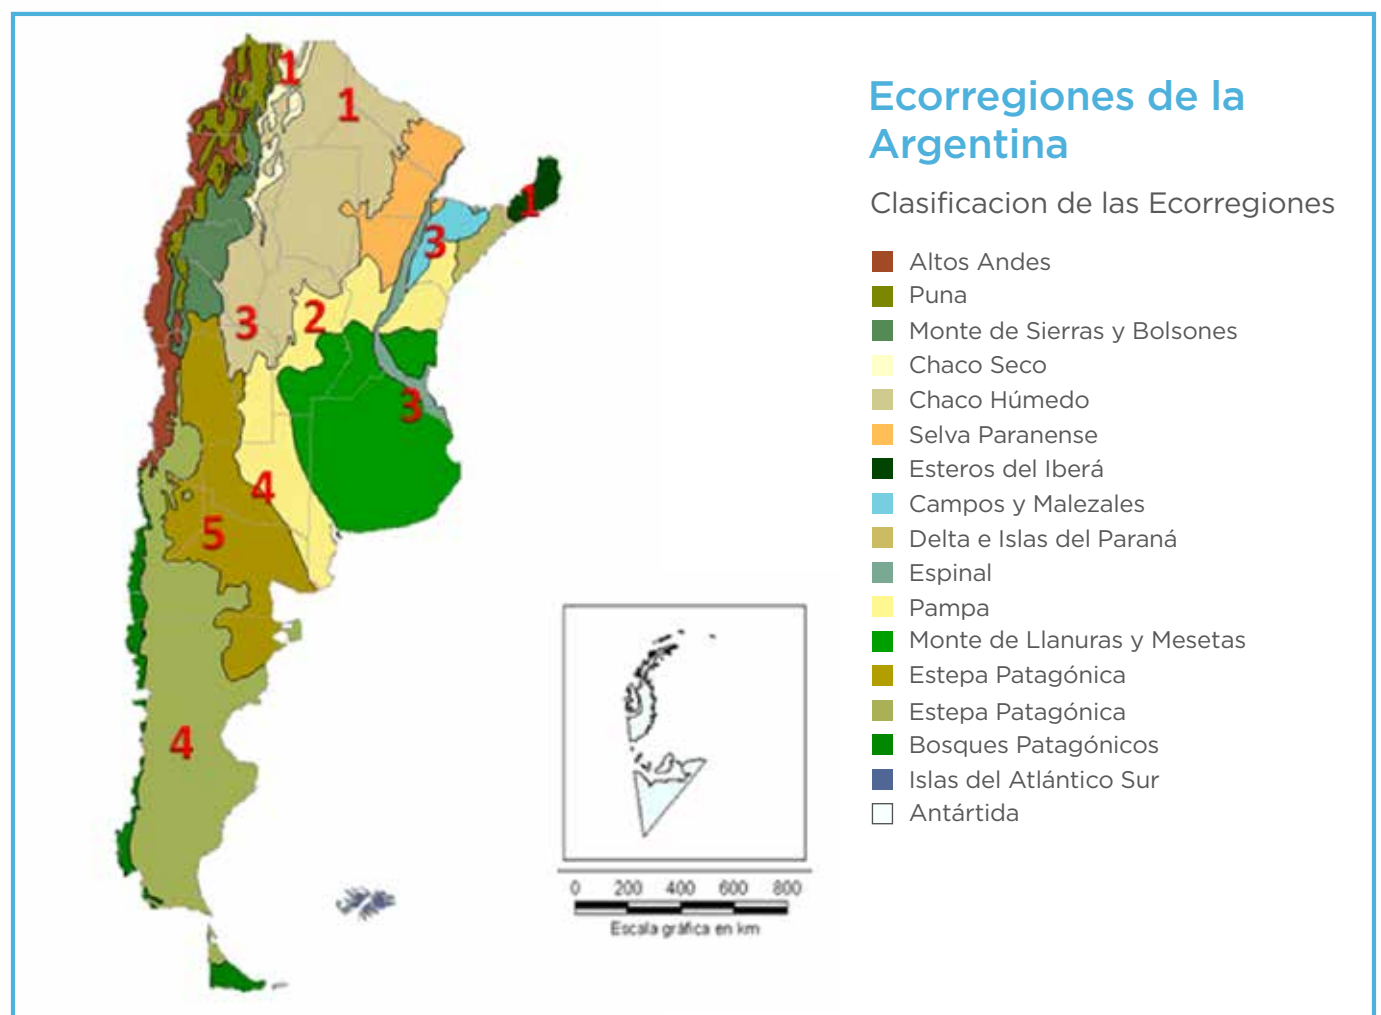 Ecorregiones de la
Argentina
Clasificacion de las Ecorregiones
Altos Andes
Puna
Monte de Sierras y Bolsones
Chaco Seco
Chaco Húmedo
Selva Paranense
Esteros del Iberá
Campos y Malezales
Delta e Islas del Paraná
Espinal
Pampa
Monte de Llanuras y Mesetas
Estepa Patagónica
Estepa Patagónica
Bosques Patagónicos
Islas del Atlántico Sur
Antártida
1
1
1
3
3
2
3
4
5
4
0 200 400 600 800
Escala gráfica en km